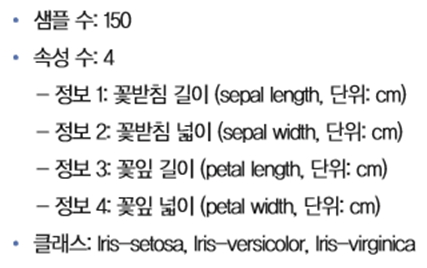 • 샘플 수: 150
• 속성 수: 4
– 정보 1: 꽃받침 길이 (sepal length, 단위: cm)
– 정보 2: 꽃받침 넓이 (sepal width, 단위: cm)
– 정보 3: 꽃잎 길이 (petal length, 단위: cm)
– 정보 4: 꽃잎 넓이 (petal width, 단위: cm)
• 클래스: Iris–setosa, Iris–versicolor, Iris–virginica